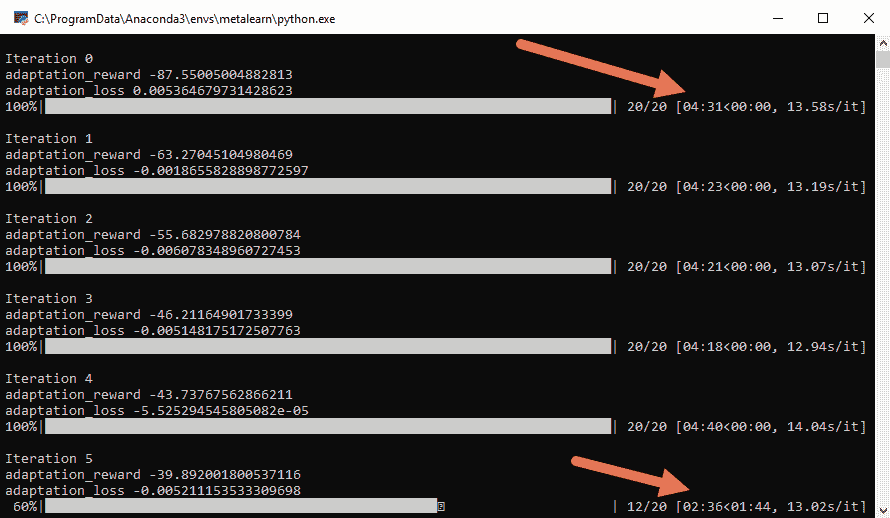 C:\ProgramData\Anaconda3\envs\metalearn\python.exe
Iteration 0
adaptation_reward -87.55005004882813
adaptation_loss 0.005364679731428623
100%| | 20/20 [04:31<00:00, 13.58s/it]
Iteration 1
adaptation_reward -63.27045104980469
adaptation_loss -0.0018655828898772597
100%| | 20/20 [04:23<00:00, 13.19s/it]
Iteration 2
adaptation_reward -55.682978820800784
adaptation_loss -0.006078348960727453
100%| | 20/20 [04:21<00:00, 13.07s/it]
Iteration 3
adaptation_reward -46.21164901733399
adaptation_loss -0.005148175172507763
100%| | 20/20 [04:18<00:00, 12.94s/it]
Iteration 4
adaptation_reward -43.73767562866211
adaptation_loss -5.525294545805082e-05
100%| | 20/20 [04:40<00:00, 14.04s/it]
Iteration 5
adaptation_reward -39.892001800537116
adaptation_loss -0.005211153533309698
60%| | 12/20 [02:36<01:44, 13.02s/it]